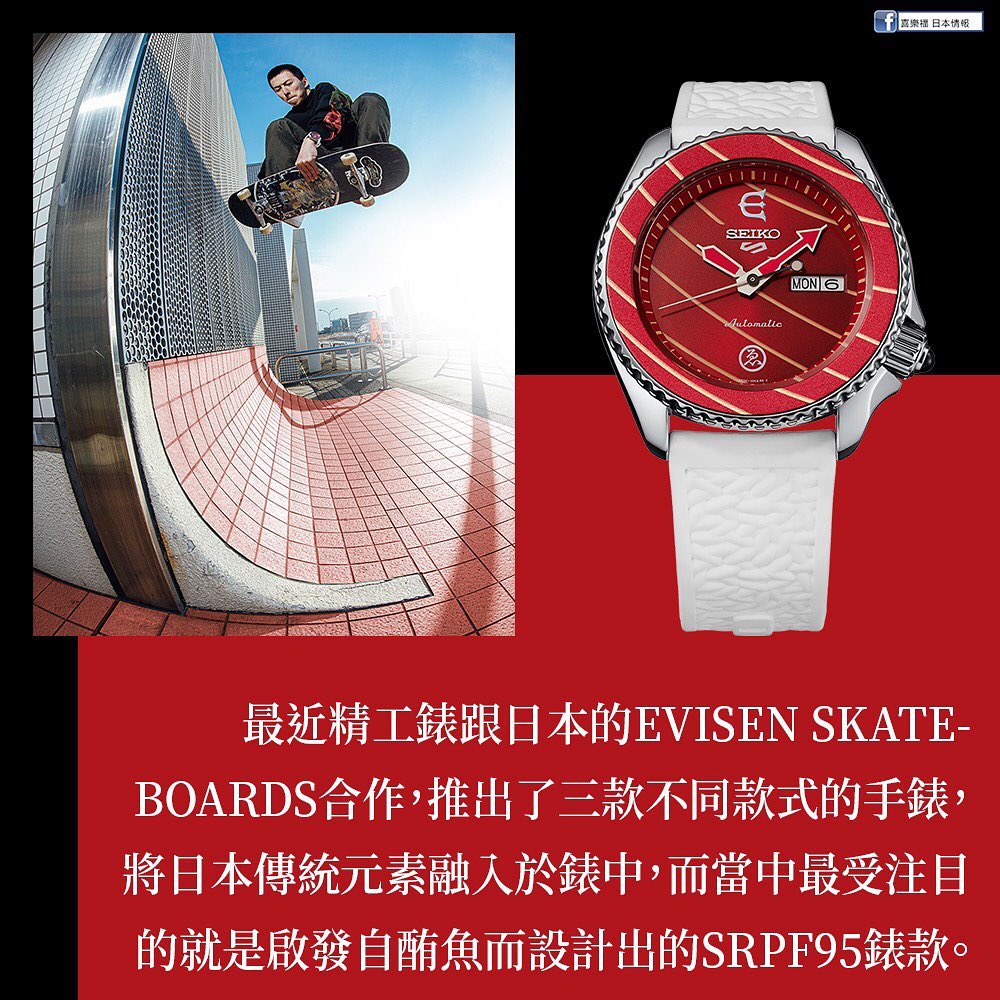 喜樂福 日本情報
SEIKO
5
MON 6
Automatic
最近精工錶跟日本的EVISEN SKATE-
BOARDS合作，推出了三款不同款式的手錶，
將日本傳統元素融入於錶中，而當中最受注目
的就是啟發自酭魚而設計出的SRPF95錶款。